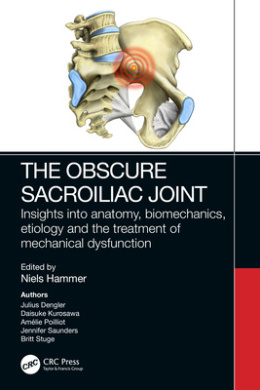 THE OBSCURE
SACROILIAC JOINT
Insights into anatomy, biomechanics,
etiology and the treatment of
mechanical dysfunction
Edited by
Niels Hammer
Authors
Julius Dengler
Daisuke Kurosawa
Amélie Poilliot
Jennifer Saunders
Britt Stuge
CRC
CRC Press
Taylor & Francis Group